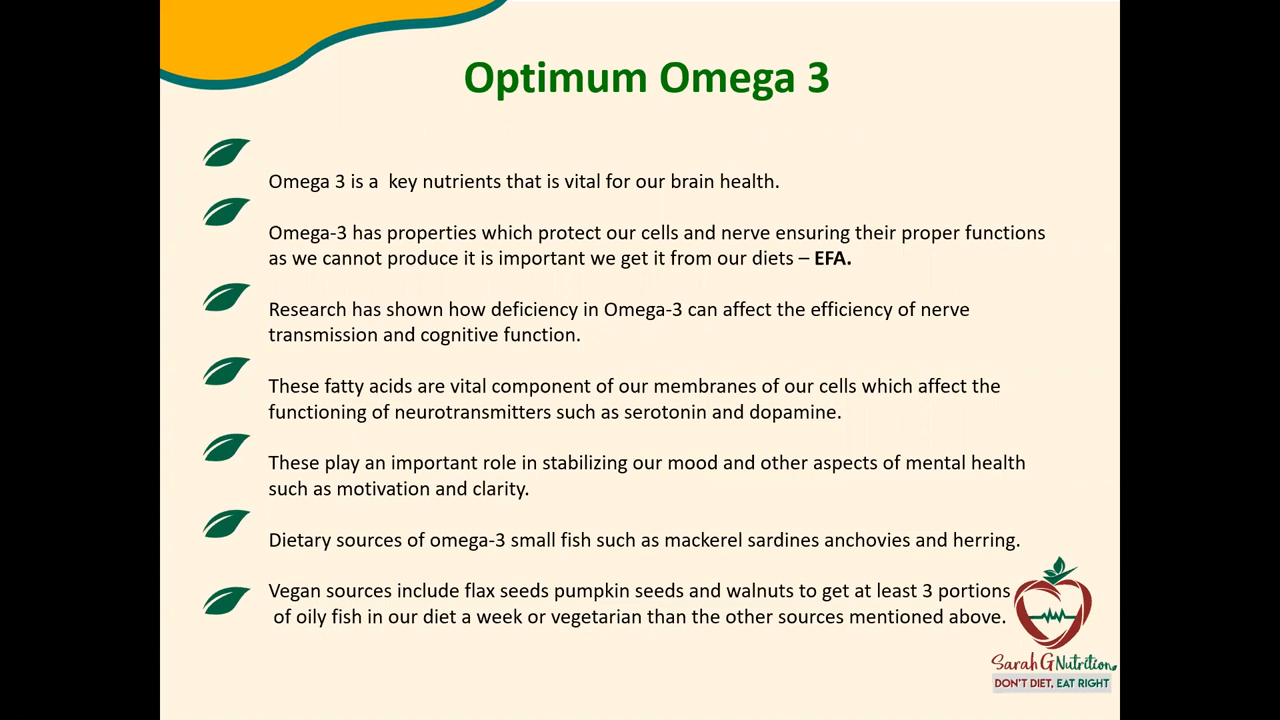 Optimum Omega 3
Omega 3 is a  key nutrients that is vital for our brain health.
Omega-3 has properties which protect our cells and nerve ensuring their proper functions
as we cannot produce it is important we get it from our diets – EFA.
Research has shown how deficiency in Omega-3 can affect the efficiency of nerve
transmission and cognitive function.
These fatty acids are vital component of our membranes of our cells which affect the
functioning of neurotransmitters such as serotonin and dopamine.
These play an important role in stabilizing our mood and other aspects of mental health
such as motivation and clarity.
Dietary sources of omega-3 small fish such as mackerel sardines anchovies and herring.
Vegan sources include flax seeds pumpkin seeds and walnuts to get at least 3 portions
of oily fish in our diet a week or vegetarian than the other sources mentioned above.
Sarah G Nutrition
DON'T DIET, EAT RIGHT